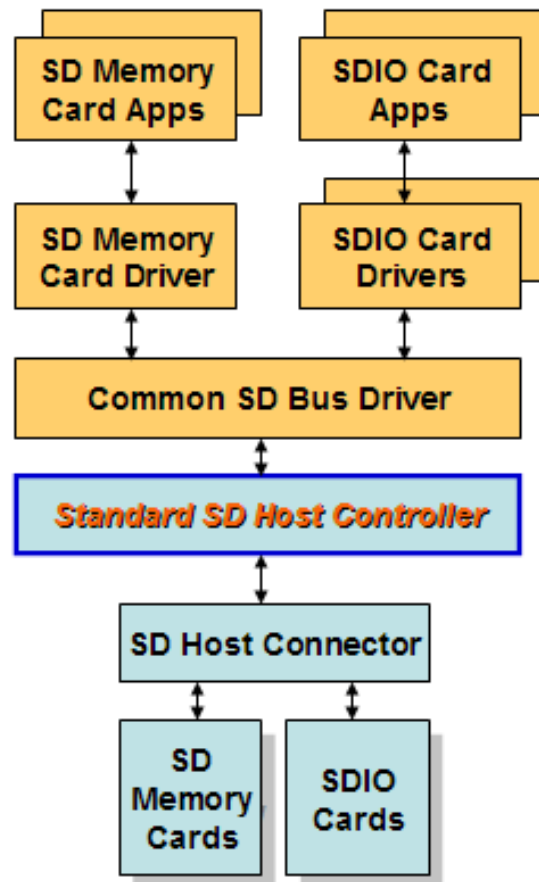 SD Memory
Card Apps
SDIO Card
Apps
SD Memory
Card Driver
SDIO Card
Drivers
Common SD Bus Driver
Standard SD Host Controller
SD Host Connector
SD
Memory
Cards
SDIO
Cards